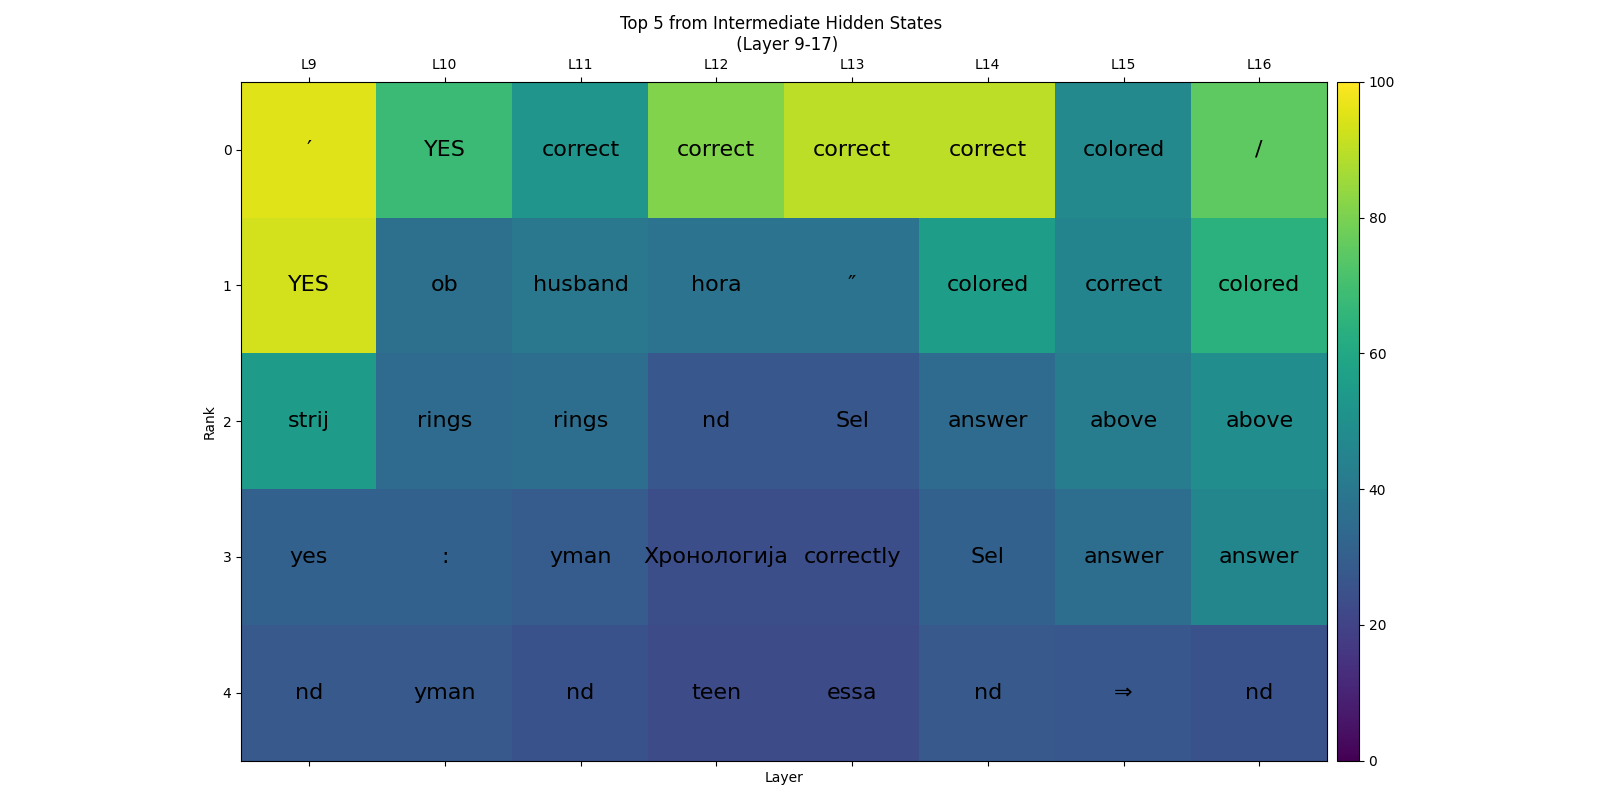 Top 5 from Intermediate Hidden States
(Layer 9-17)
L9 L10 L11 L12 L13 L14 L15 L16
0 ′ YES correct correct correct correct colored / 100
1 YES ob husband hora ″ colored correct colored 80
2 strij rings rings nd Sel answer above above 60
Rank
3 yes : yman Хронологија correctly Sel answer answer 40
4 nd yman nd teen essa nd ⇒ nd 20
0
Layer